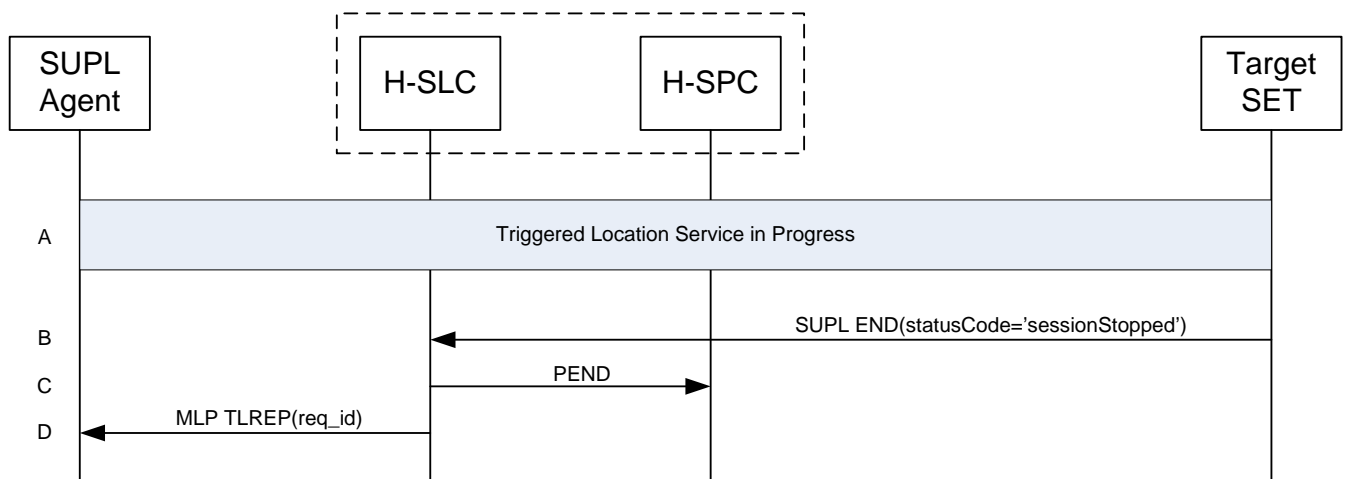 SUPL
Agent
H-SLC
H-SPC
Target
SET
A
Triggered Location Service in Progress
B
SUPL END(statusCode='sessionStopped')
C
PEND
D
MLP TLREP(req_id)